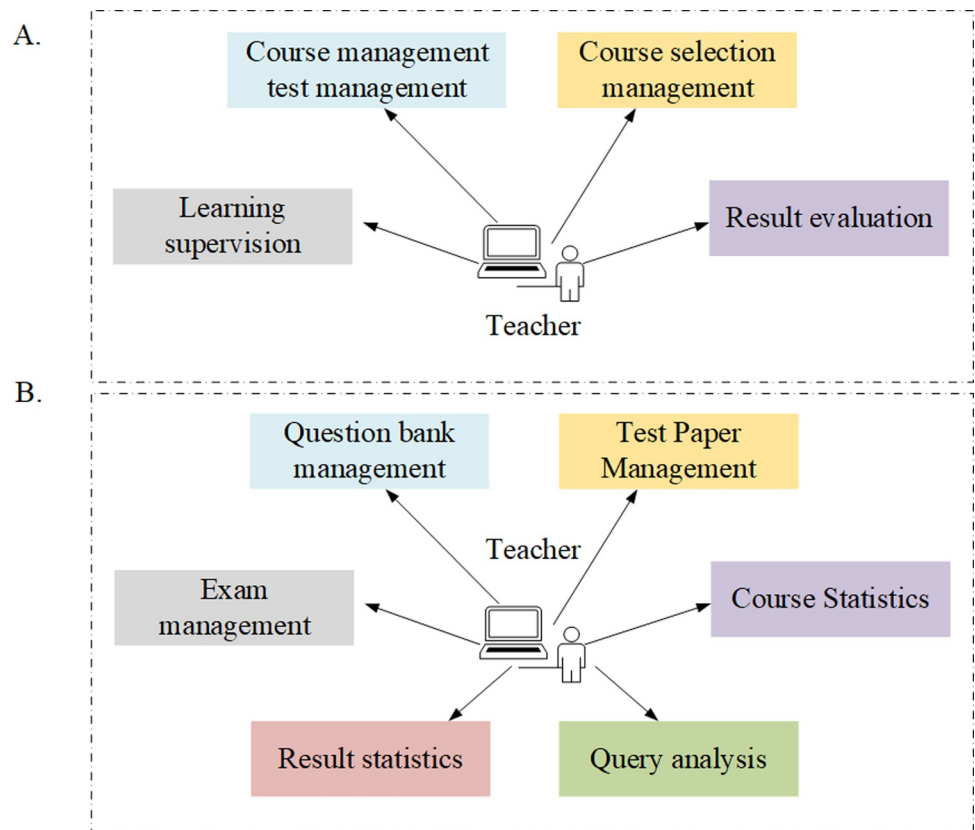 A.
Course management
test management
Course selection
management
Learning
supervision
Result evaluation
Teacher
B.
Question bank
management
Test Paper
Management
Teacher
Exam
management
Course Statistics
Result statistics
Query analysis